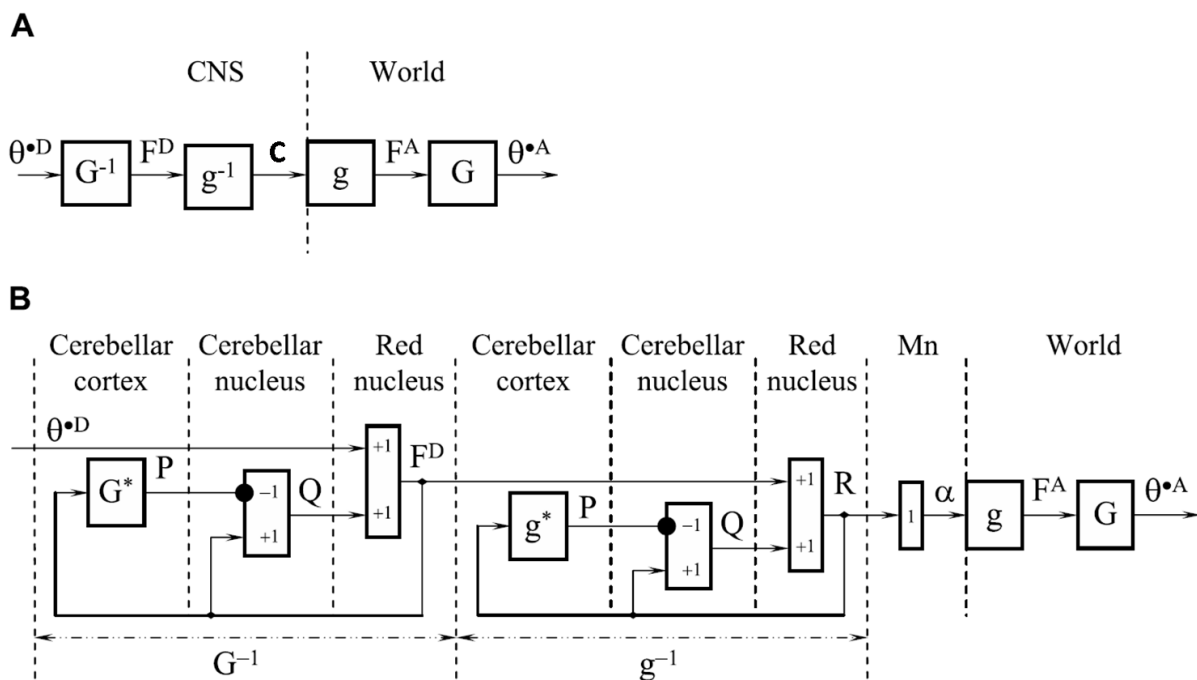 A
CNS World
θ•D G-1 FD g-1 C g FA G θ•A
B
Cerebellar cortex Cerebellar nucleus Red nucleus Cerebellar cortex Cerebellar nucleus Red nucleus Mn World
θ•D +1 FD
G* P −1 Q +1 +1
g* P −1 Q +1 +1 +1 R 1 α g FA G θ•A
G−1 g−1